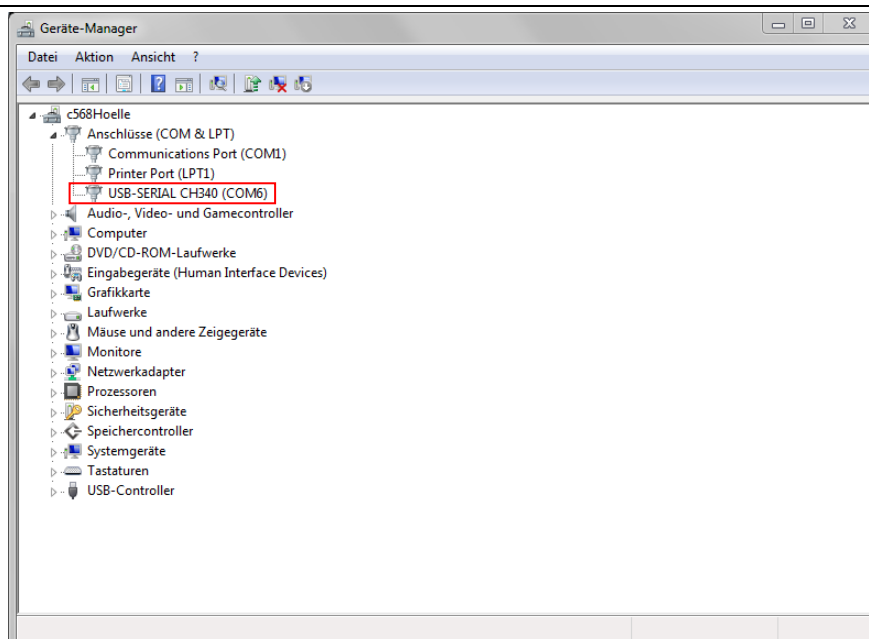 Geräte-Manager
Datei Aktion Ansicht ?
c568Hoelle
Anschlüsse (COM & LPT)
Communications Port (COM1)
Printer Port (LPT1)
USB-SERIAL CH340 (COM6)
Audio-, Video- und Gamecontroller
Computer
DVD/CD-ROM-Laufwerke
Eingabegeräte (Human Interface Devices)
Grafikkarte
Laufwerke
Mäuse und andere Zeigegeräte
Monitore
Netzwerkadapter
Prozessoren
Sicherheitsgeräte
Speichercontroller
Systemgeräte
Tastaturen
USB-Controller